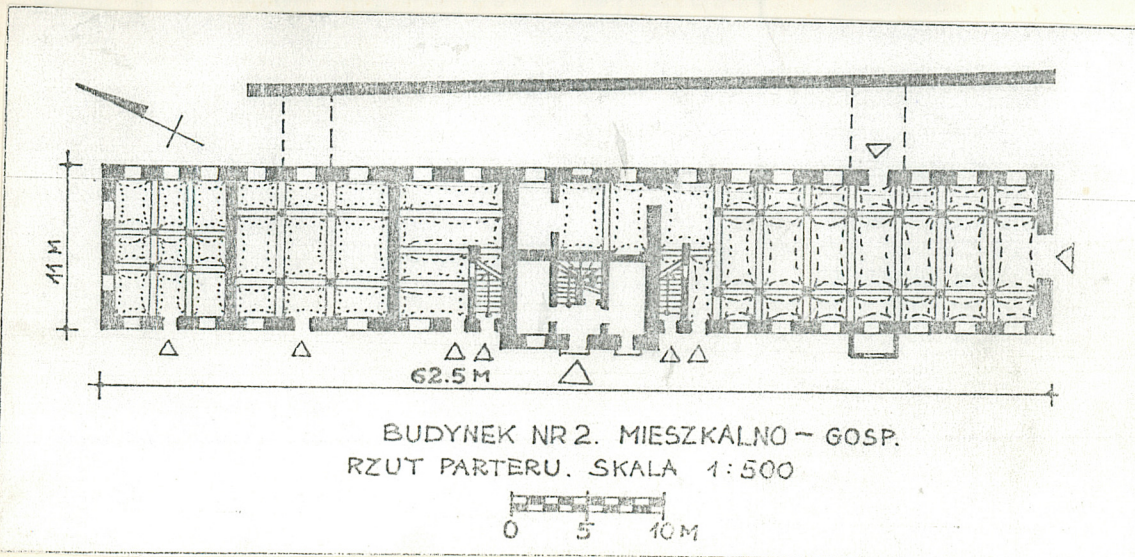 11 M
62.5 M
BUDYNEK NR 2. MIESZKALNO - GOSP.
RZUT PARTERU. SKALA 1:500
0 5 10 M